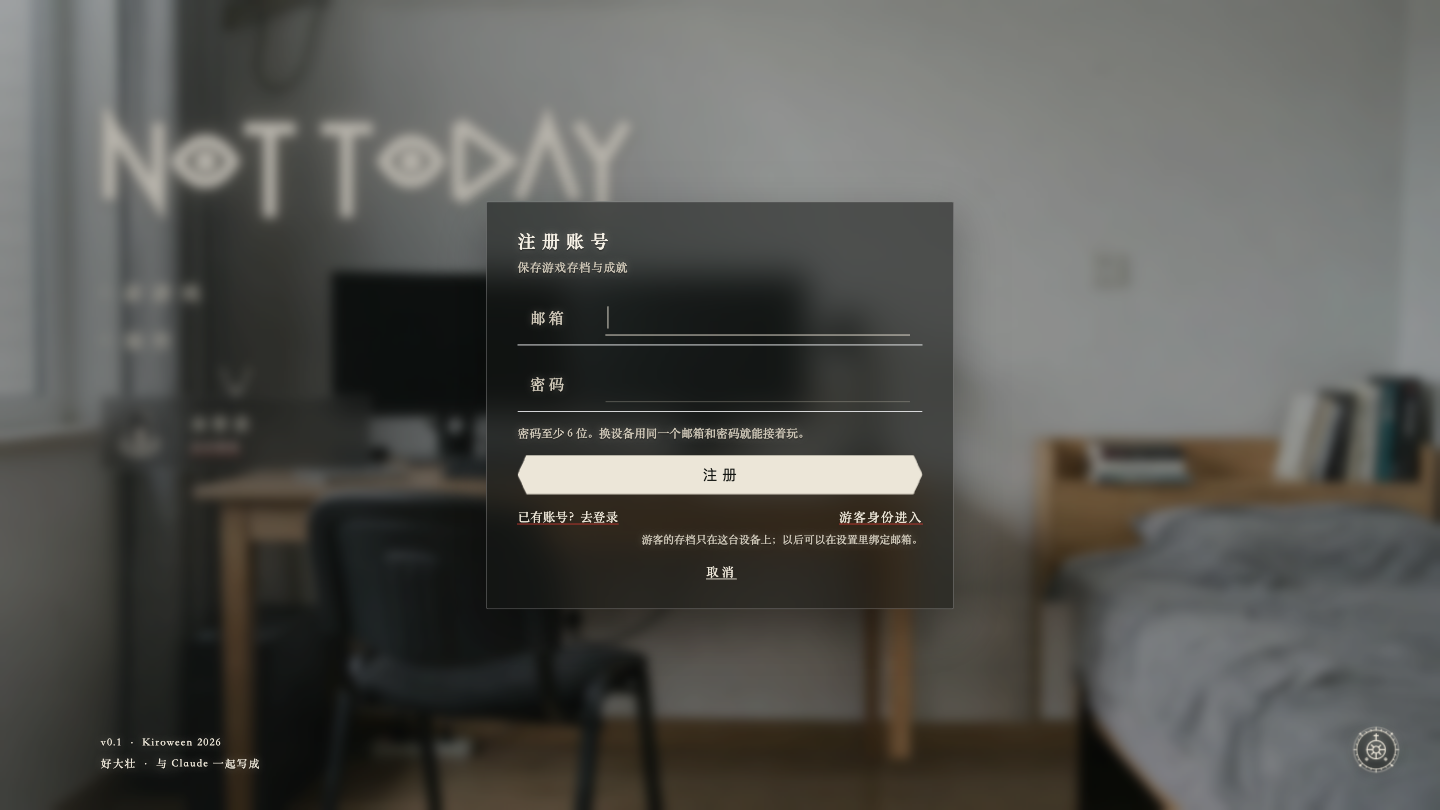 NOT TODAY
注册账号
保存游戏存档与成就
邮箱
密码
密码至少 6 位。换设备用同一个邮箱和密码就能接着玩。
注册
已有账号？去登录
游客身份进入
游客的存档只在这台设备上；以后可以在设置里绑定邮箱。
取消
v0.1 · Kiroween 2026
好大壮 · 与 Claude 一起写成